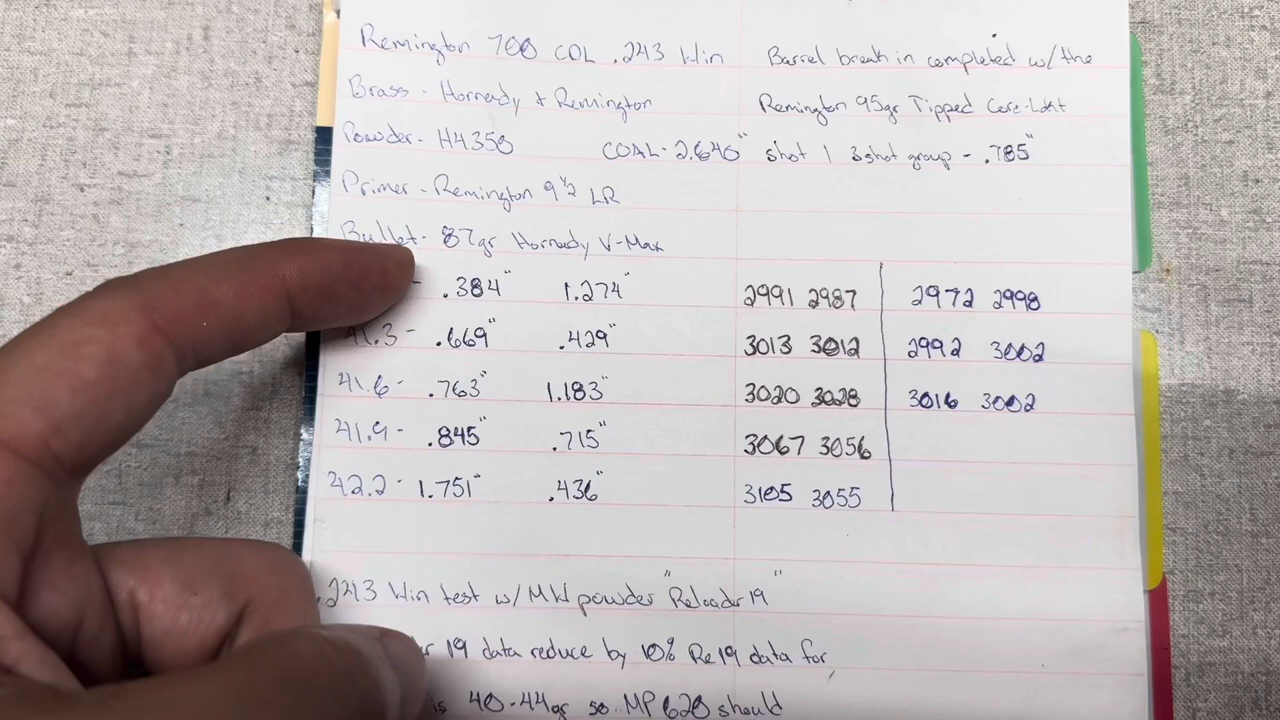 Remington 700 CDL .243 Win Barrel break in completed w/ the
Brass - Hornady & Remington Remington 95gr Tipped Core-Lokt
Powder - H4350 COAL - 2.640" shot 1 3 shot group - .785"
Primer - Remington 9 1/2 LR
Bullet - 87gr Hornady V-Max
- .384" 1.274" 2991 2987 2972 2998
41.3 - .669" .429" 3013 3012 2992 3002
41.6 - .763" 1.183" 3020 3028 3016 3002
41.9 - .845" .715" 3067 3056
42.2 - 1.751" .436" 3105 3055
.243 Win test w/ powder "Reloader 19"
19 data reduce by 10% Re19 data for
is 40-44gr so MP 620 should